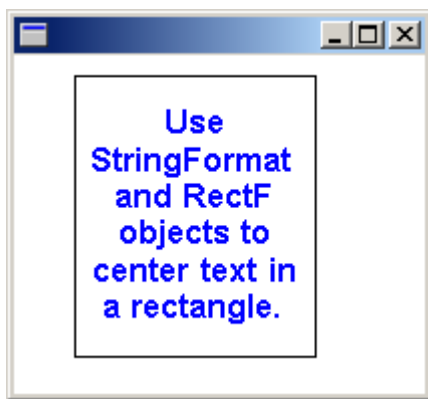 Use
StringFormat
and RectF
objects to
center text in
a rectangle.